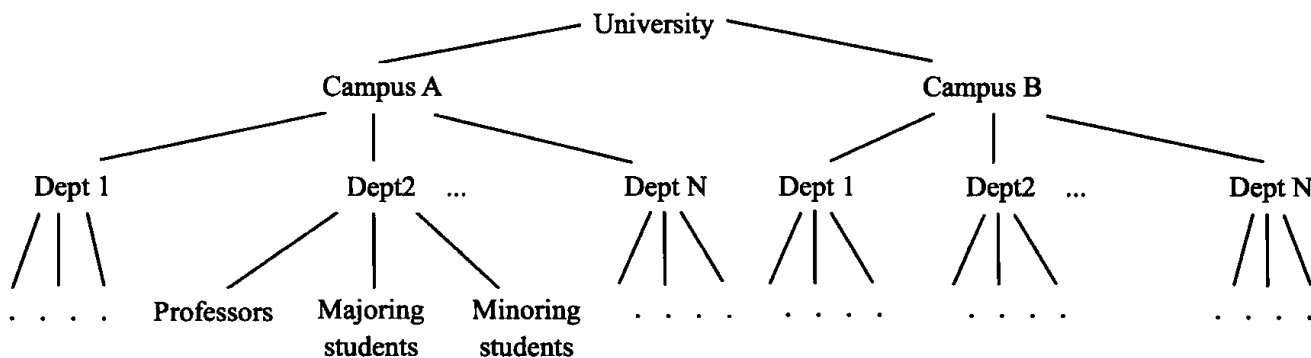 University
Campus A Campus B
Dept 1 Dept2 ... Dept N Dept 1 Dept2 ... Dept N
. . . . Professors Majoring Minoring . . . . . . . . . . . . . . . .
students students